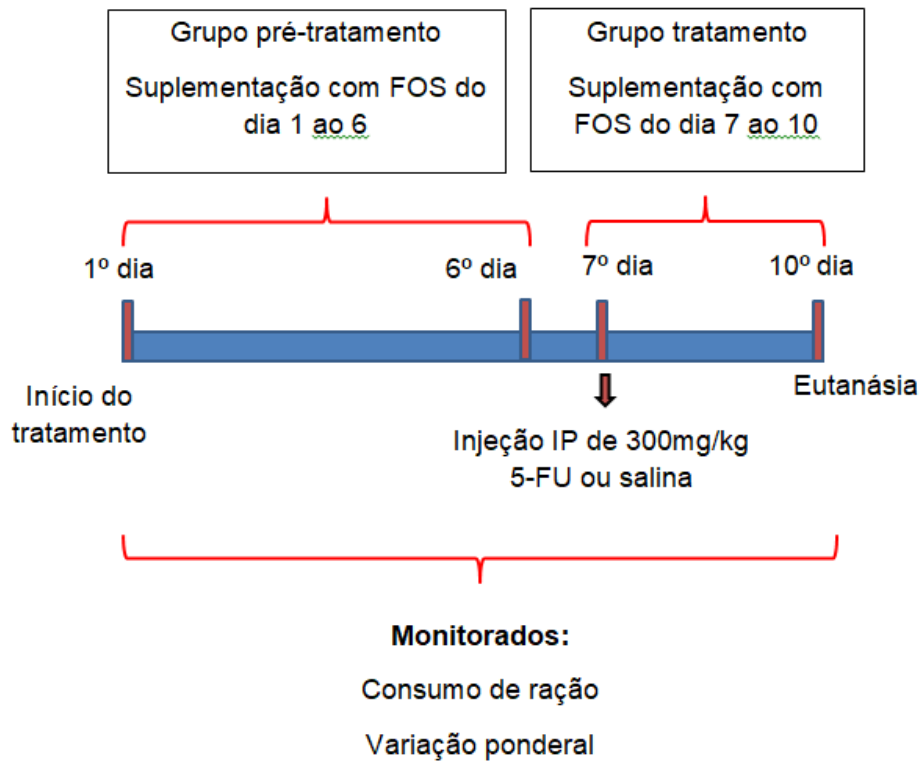 Grupo pré-tratamento
Suplementação com FOS do
dia 1 ao 6
Grupo tratamento
Suplementação com
FOS do dia 7 ao 10
1º dia
6º dia
7º dia
10º dia
Início do
tratamento
Eutanásia
Injeção IP de 300mg/kg
5-FU ou salina
Monitorados:
Consumo de ração
Variação ponderal